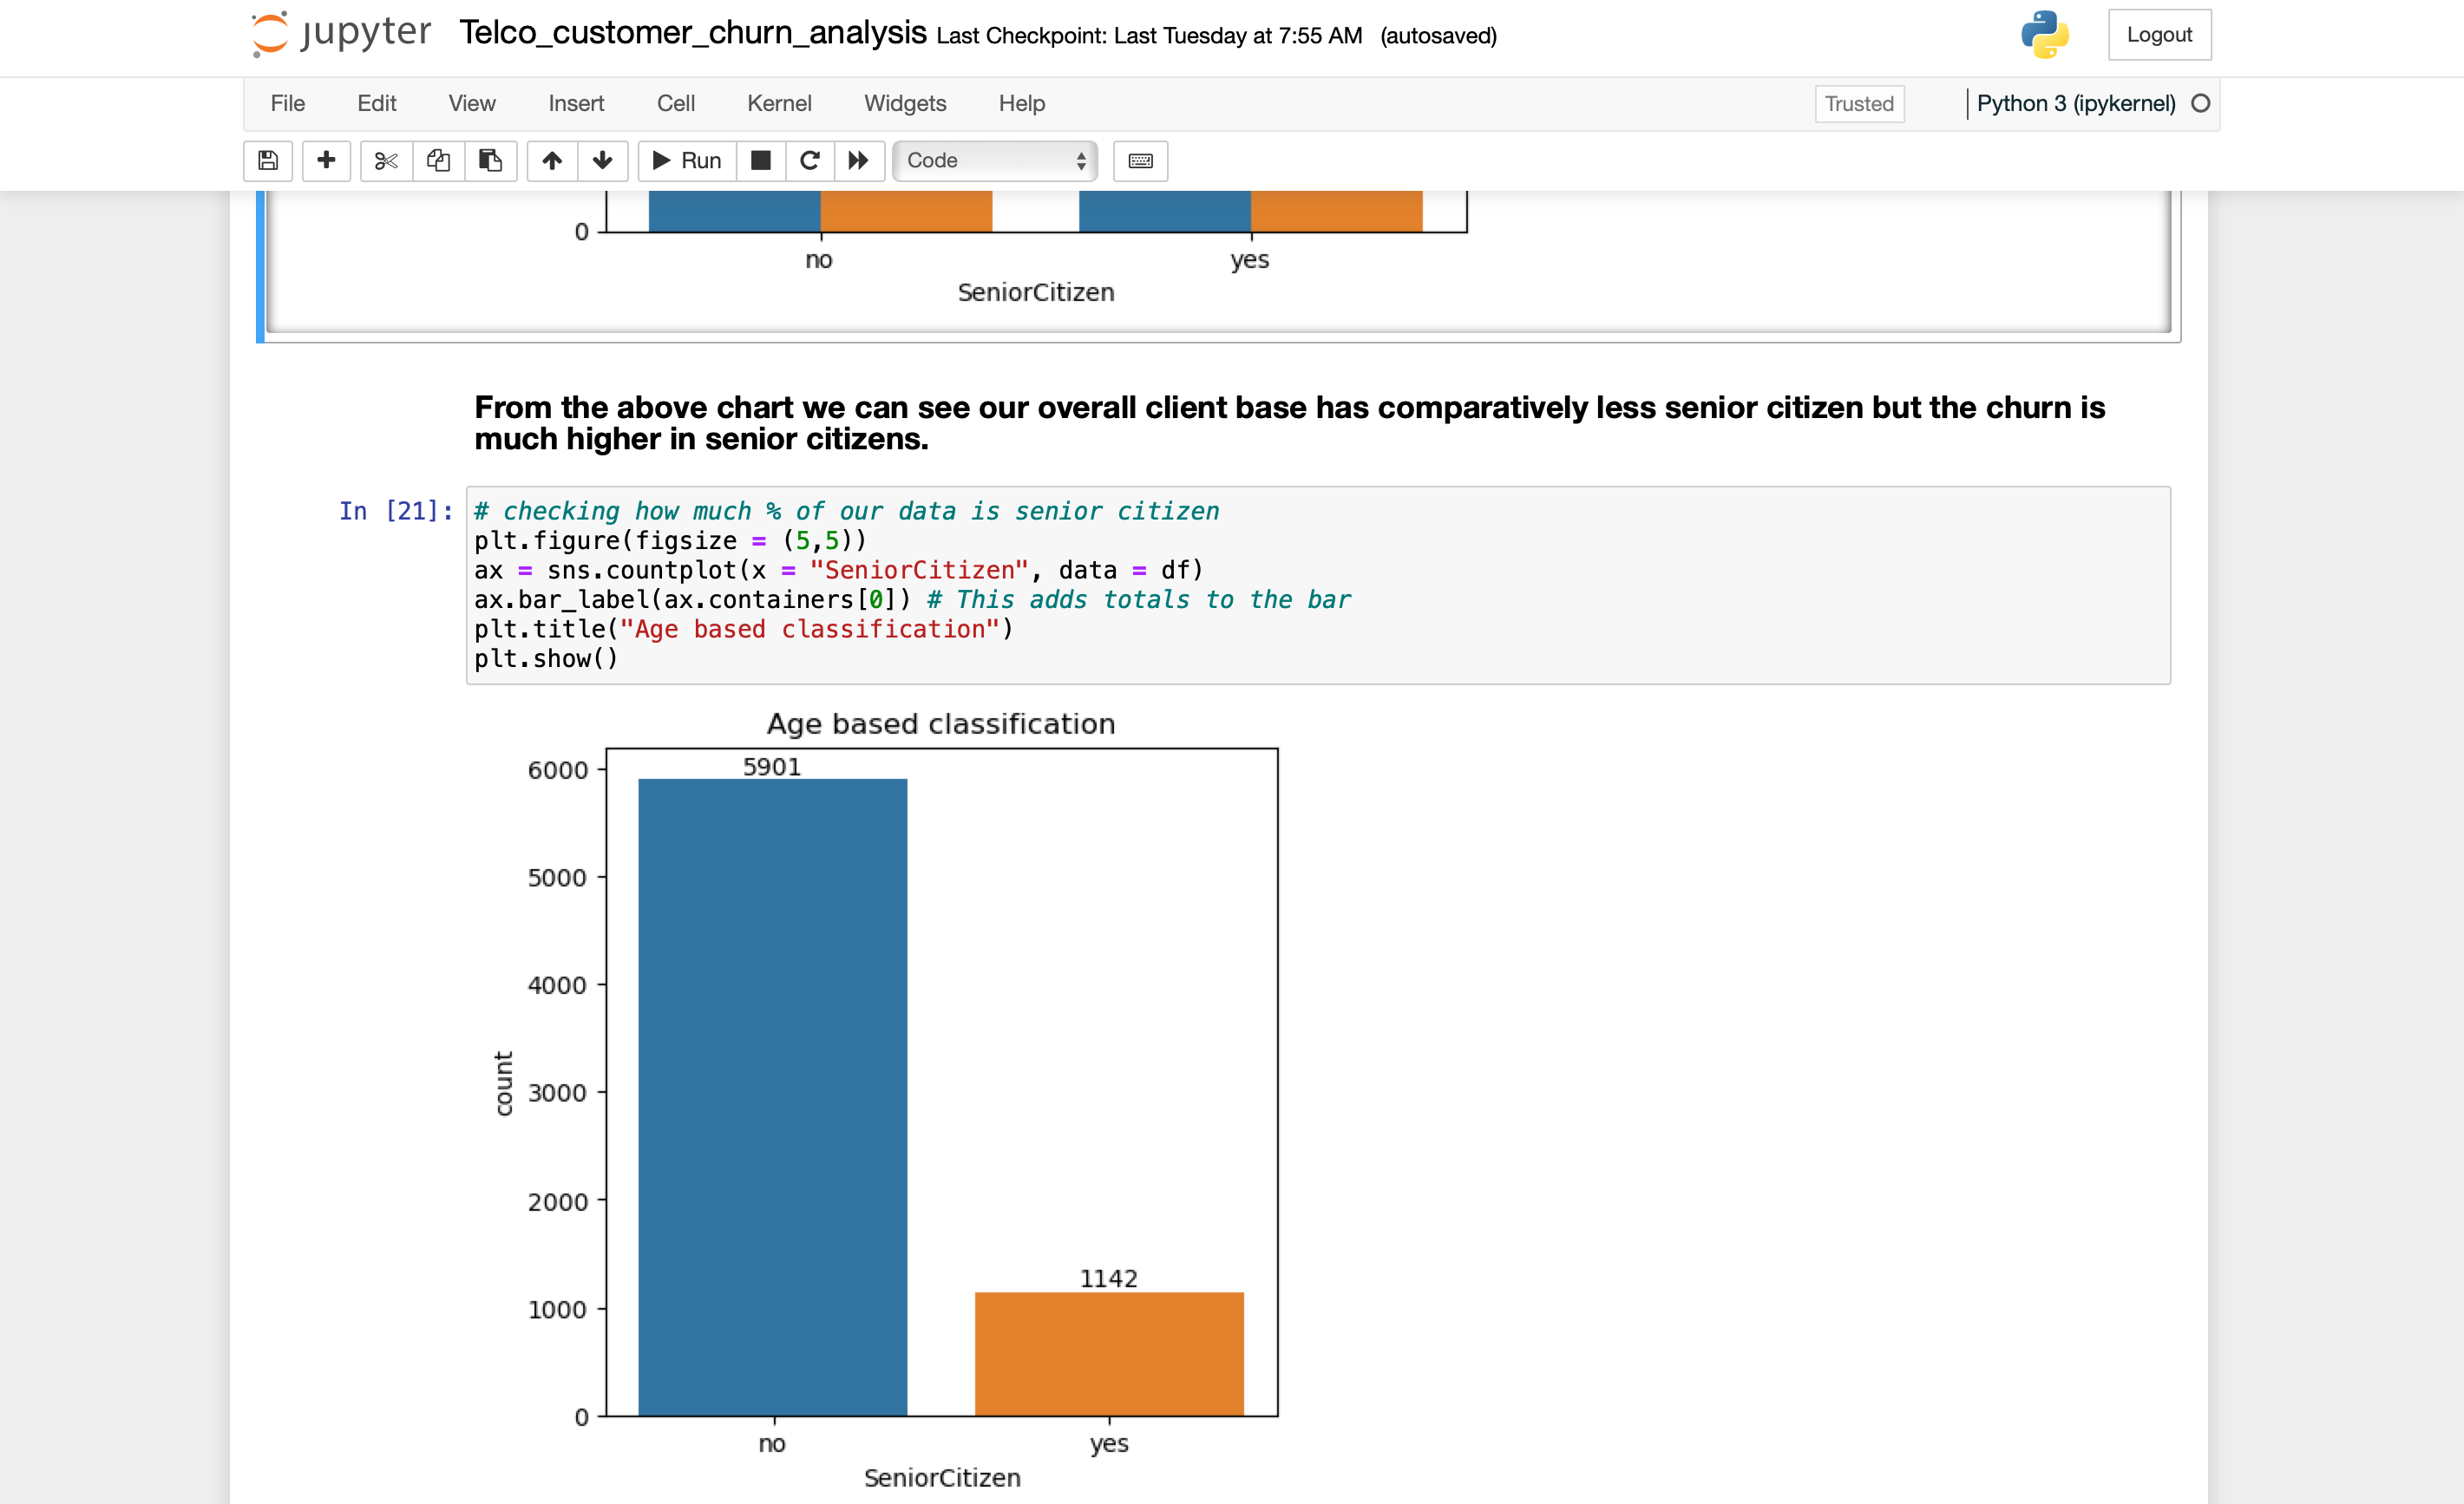 jupyter Telco_customer_churn_analysis Last Checkpoint: Last Tuesday at 7:55 AM (autosaved) Logout
File Edit View Insert Cell Kernel Widgets Help Trusted Python 3 (ipykernel)
Run Code
0
no yes
SeniorCitizen
From the above chart we can see our overall client base has comparatively less senior citizen but the churn is
much higher in senior citizens.
In [21]: # checking how much % of our data is senior citizen
plt.figure(figsize = (5,5))
ax = sns.countplot(x = "SeniorCitizen", data = df)
ax.bar_label(ax.containers[0]) # This adds totals to the bar
plt.title("Age based classification")
plt.show()
Age based classification
6000
5901
5000
4000
3000
count
2000
1142
1000
0
no yes
SeniorCitizen